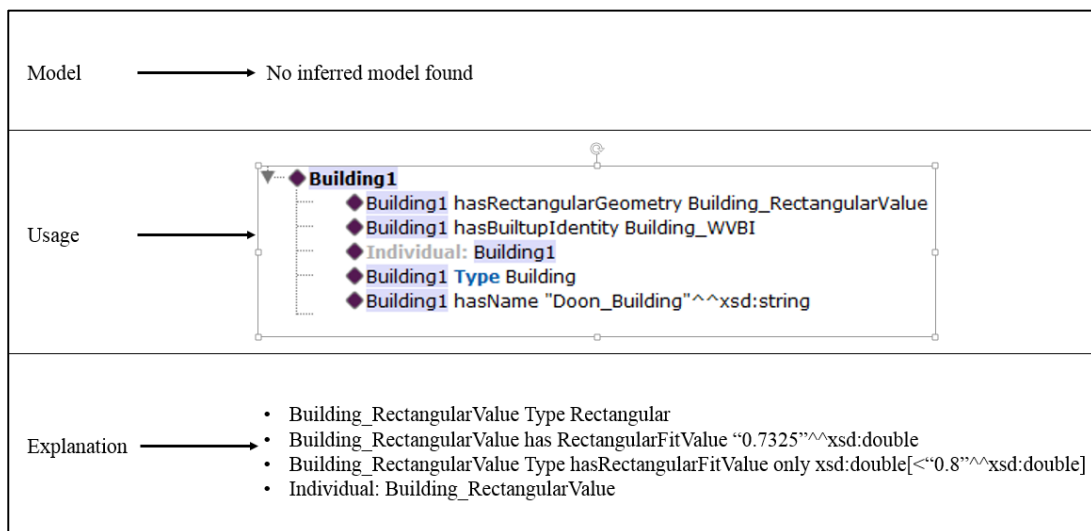 Model
No inferred model found
Usage
Building1
Building1 hasRectangularGeometry Building_RectangularValue
Building1 hasBuiltupIdentity Building_WVBI
Individual: Building1
Building1 Type Building
Building1 hasName "Doon_Building"^^xsd:string
Explanation
• Building_RectangularValue Type Rectangular
• Building_RectangularValue has RectangularFitValue “0.7325”^^xsd:double
• Building_RectangularValue Type hasRectangularFitValue only xsd:double[<“0.8”^^xsd:double]
• Individual: Building_RectangularValue